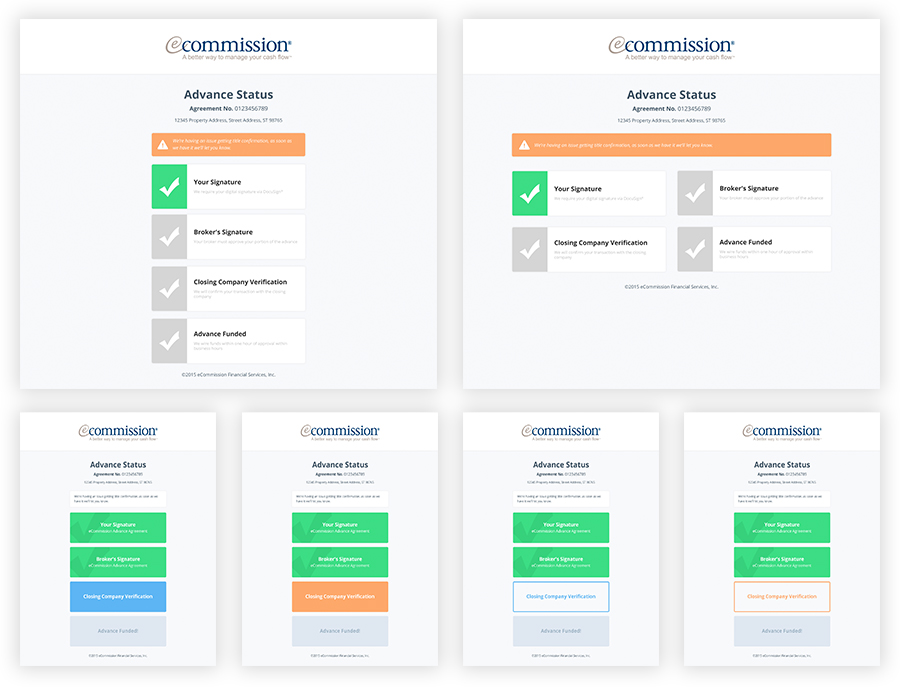 ecommission®
A better way to manage your cash flow™
Advance Status
Agreement No. 0123456789
12345 Property Address, Street Address, ST 98765
We're having an issue getting title confirmation, as soon as
we have it we'll let you know.
Your Signature
We require your digital signature via DocuSign®
Broker's Signature
Your broker must approve your portion of the advance
Closing Company Verification
We will confirm your transaction with the closing
company.
Advance Funded
We wire funds within one hour of approval within
business hours.
©2015 eCommission Financial Services, Inc.
ecommission®
A better way to manage your cash flow™
Advance Status
Agreement No. 0123456789
12345 Property Address, Street Address, ST 98765
We're having an issue getting title confirmation, as soon as we have it we'll let you know.
Your Signature
We require your digital signature via DocuSign®
Broker's Signature
Your broker must approve your portion of the advance
Closing Company Verification
We will confirm your transaction with the closing
company.
Advance Funded
We wire funds within one hour of approval within
business hours.
©2015 eCommission Financial Services, Inc.
ecommission®
A better way to manage your cash flow™
Advance Status
Agreement No. 0123456789
12345 Property Address, Street Address, ST 98765
We're having an issue getting title confirmation, as soon as we
have it we'll let you know.
Your Signature
eCommission Advance Agreement
Broker's Signature
eCommission Advance Agreement
Closing Company Verification
Advance Funded!
©2015 eCommission Financial Services, Inc.
ecommission®
A better way to manage your cash flow™
Advance Status
Agreement No. 0123456789
12345 Property Address, Street Address, ST 98765
We're having an issue getting title confirmation, as soon as we
have it we'll let you know.
Your Signature
eCommission Advance Agreement
Broker's Signature
eCommission Advance Agreement
Closing Company Verification
Advance Funded!
©2015 eCommission Financial Services, Inc.
ecommission®
A better way to manage your cash flow™
Advance Status
Agreement No. 0123456789
12345 Property Address, Street Address, ST 98765
We're having an issue getting title confirmation, as soon as we
have it we'll let you know.
Your Signature
eCommission Advance Agreement
Broker's Signature
eCommission Advance Agreement
Closing Company Verification
Advance Funded!
©2015 eCommission Financial Services, Inc.
ecommission®
A better way to manage your cash flow™
Advance Status
Agreement No. 0123456789
12345 Property Address, Street Address, ST 98765
We're having an issue getting title confirmation, as soon as we
have it we'll let you know.
Your Signature
eCommission Advance Agreement
Broker's Signature
eCommission Advance Agreement
Closing Company Verification
Advance Funded!
©2015 eCommission Financial Services, Inc.